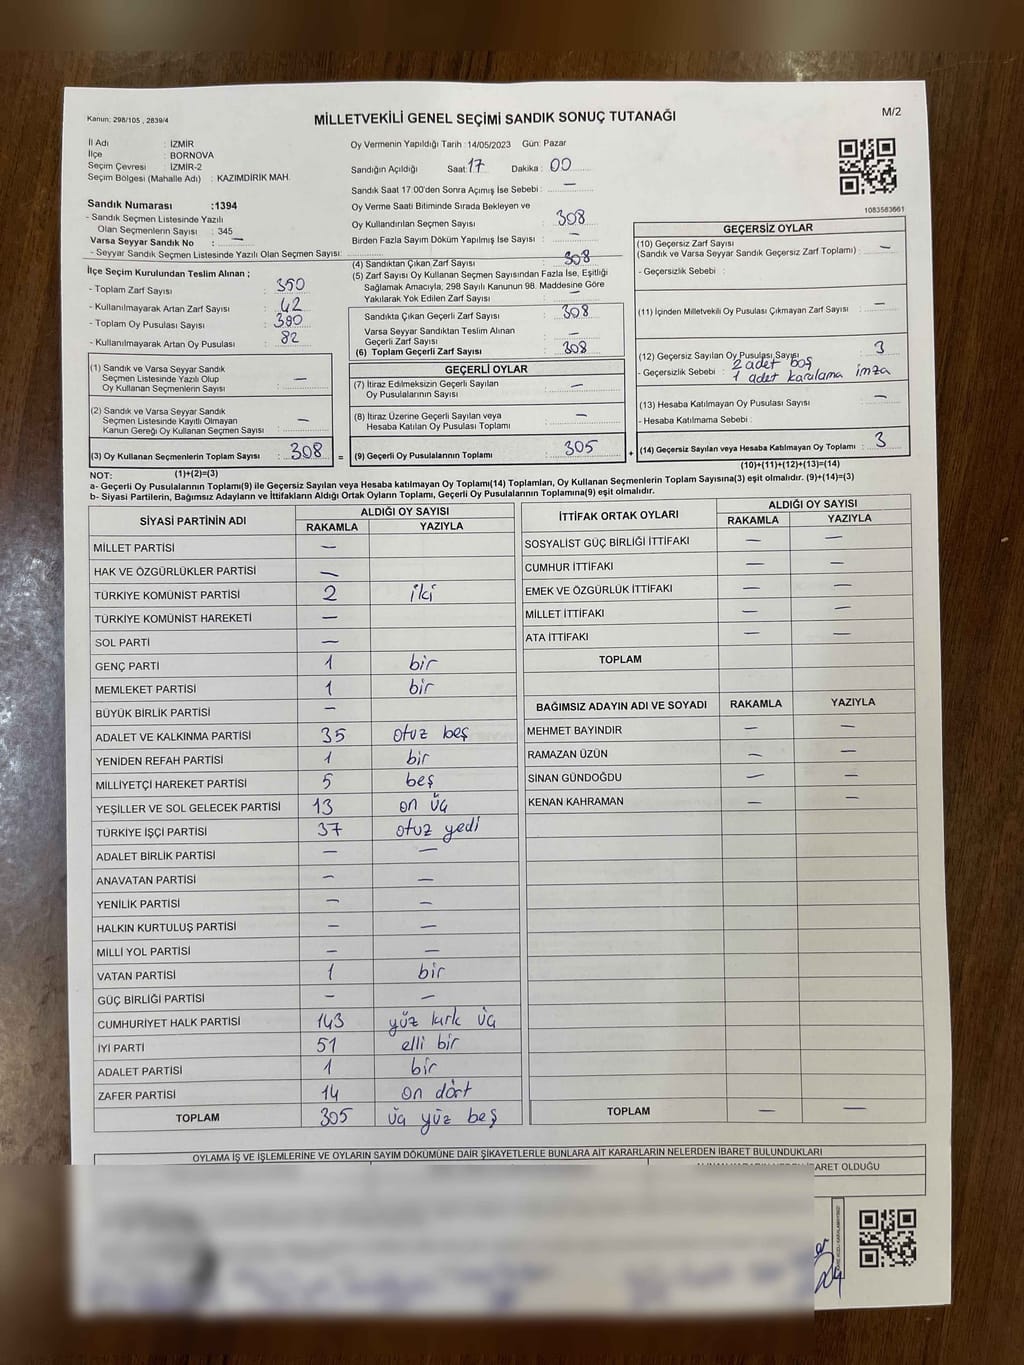 Kanun: 298/105 , 2839/4
MİLLETVEKİLİ GENEL SEÇİMİ SANDIK SONUÇ TUTANAĞI
M/2
İl Adı : İZMİR
İlçe : BORNOVA
Seçim Çevresi : İZMİR-2
Seçim Bölgesi (Mahalle Adı) : KAZIMDİRİK MAH.
Sandık Numarası :1394
- Sandık Seçmen Listesinde Yazılı
Olan Seçmenlerin Sayısı : 345
Varsa Seyyar Sandık No : —
- Seyyar Sandık Seçmen Listesinde Yazılı Olan Seçmen Sayısı:
Oy Vermenin Yapıldığı Tarih : 14/05/2023 Gün: Pazar
Sandığın Açıldığı Saat: 17 Dakika : 00
Sandık Saat 17:00'den Sonra Açımış İse Sebebi : —
Oy Verme Saati Bitiminde Sırada Bekleyen ve
Oy Kullandırılan Seçmen Sayısı : 308
Birden Fazla Sayım Döküm Yapılmış İse Sayısı : —
1083583661
İlçe Seçim Kurulundan Teslim Alınan ;
- Toplam Zarf Sayısı : 350
- Kullanılmayarak Artan Zarf Sayısı : 42
- Toplam Oy Pusulası Sayısı : 390
- Kullanılmayarak Artan Oy Pusulası : 82
(1) Sandık ve Varsa Seyyar Sandık
Seçmen Listesinde Yazılı Olup
Oy Kullanan Seçmenlerin Sayısı : —
(2) Sandık ve Varsa Seyyar Sandık
Seçmen Listesinde Kayıtlı Olmayan
Kanun Gereği Oy Kullanan Seçmen Sayısı : —
(3) Oy Kullanan Seçmenlerin Toplam Sayısı : 308
(4) Sandıktan Çıkan Zarf Sayısı : 308
(5) Zarf Sayısı Oy Kullanan Seçmen Sayısından Fazla İse, Eşitliği
Sağlamak Amacıyla; 298 Sayılı Kanunun 98. Maddesine Göre
Yakılarak Yok Edilen Zarf Sayısı : —
Sandıkta Çıkan Geçerli Zarf Sayısı : 308
Varsa Seyyar Sandıktan Teslim Alınan
Geçerli Zarf Sayısı : —
(6) Toplam Geçerli Zarf Sayısı : 308
GEÇERLİ OYLAR
(7) İtiraz Edilmeksizin Geçerli Sayılan
Oy Pusulalarının Sayısı : —
(8) İtiraz Üzerine Geçerli Sayılan veya
Hesaba Katılan Oy Pusulası Toplamı : —
= (9) Geçerli Oy Pusulalarının Toplamı : 305 +
GEÇERSİZ OYLAR
(10) Geçersiz Zarf Sayısı
(Sandık ve Varsa Seyyar Sandık Geçersiz Zarf Toplamı) : —
- Geçersizlik Sebebi :
(11) İçinden Milletvekili Oy Pusulası Çıkmayan Zarf Sayısı : —
(12) Geçersiz Sayılan Oy Pusulası Sayısı : 3
- Geçersizlik Sebebi : 2 adet boş
1 adet karalama imza
(13) Hesaba Katılmayan Oy Pusulası Sayısı : —
- Hesaba Katılmama Sebebi :
(14) Geçersiz Sayılan veya Hesaba Katılmayan Oy Toplamı : 3
NOT: (1)+(2)=(3)
(10)+(11)+(12)+(13)=(14)
a- Geçerli Oy Pusulalarının Toplamı(9) ile Geçersiz Sayılan veya Hesaba Katılmayan Oy Toplamı(14) Toplamları, Oy Kullanan Seçmenlerin Toplam Sayısına(3) eşit olmalıdır. (9)+(14)=(3)
b- Siyasi Partilerin, Bağımsız Adayların ve İttifakların Aldığı Ortak Oyların Toplamı, Geçerli Oy Pusulalarının Toplamına(9) eşit olmalıdır.
SİYASİ PARTİNİN ADI ALDIĞI OY SAYISI
RAKAMLA YAZIYLA
MİLLET PARTİSİ —
HAK VE ÖZGÜRLÜKLER PARTİSİ —
TÜRKİYE KOMÜNİST PARTİSİ 2 iki
TÜRKİYE KOMÜNİST HAREKETİ —
SOL PARTİ —
GENÇ PARTİ 1 bir
MEMLEKET PARTİSİ 1 bir
BÜYÜK BİRLİK PARTİSİ —
ADALET VE KALKINMA PARTİSİ 35 otuz beş
YENİDEN REFAH PARTİSİ 1 bir
MİLLİYETÇİ HAREKET PARTİSİ 5 beş
YEŞİLLER VE SOL GELECEK PARTİSİ 13 on üç
TÜRKİYE İŞÇİ PARTİSİ 37 otuz yedi
ADALET BİRLİK PARTİSİ — —
ANAVATAN PARTİSİ — —
YENİLİK PARTİSİ — —
HALKIN KURTULUŞ PARTİSİ — —
MİLLİ YOL PARTİSİ — —
VATAN PARTİSİ 1 bir
GÜÇ BİRLİĞİ PARTİSİ — —
CUMHURİYET HALK PARTİSİ 143 yüz kırk üç
İYİ PARTİ 51 elli bir
ADALET PARTİSİ 1 bir
ZAFER PARTİSİ 14 on dört
TOPLAM 305 üç yüz beş
İTTİFAK ORTAK OYLARI ALDIĞI OY SAYISI
RAKAMLA YAZIYLA
SOSYALİST GÜÇ BİRLİĞİ İTTİFAKI — —
CUMHUR İTTİFAKI — —
EMEK VE ÖZGÜRLÜK İTTİFAKI — —
MİLLET İTTİFAKI — —
ATA İTTİFAKI — —
TOPLAM
BAĞIMSIZ ADAYIN ADI VE SOYADI RAKAMLA YAZIYLA
MEHMET BAYINDIR — —
RAMAZAN ÜZÜN — —
SİNAN GÜNDOĞDU — —
KENAN KAHRAMAN — —
TOPLAM — —
OYLAMA İŞ VE İŞLEMLERİNE VE OYLARIN SAYIM DÖKÜMÜNE DAİR ŞİKAYETLERLE BUNLARA AİT KARARLARIN NELERDEN İBARET BULUNDUKLARI
OLDUĞU